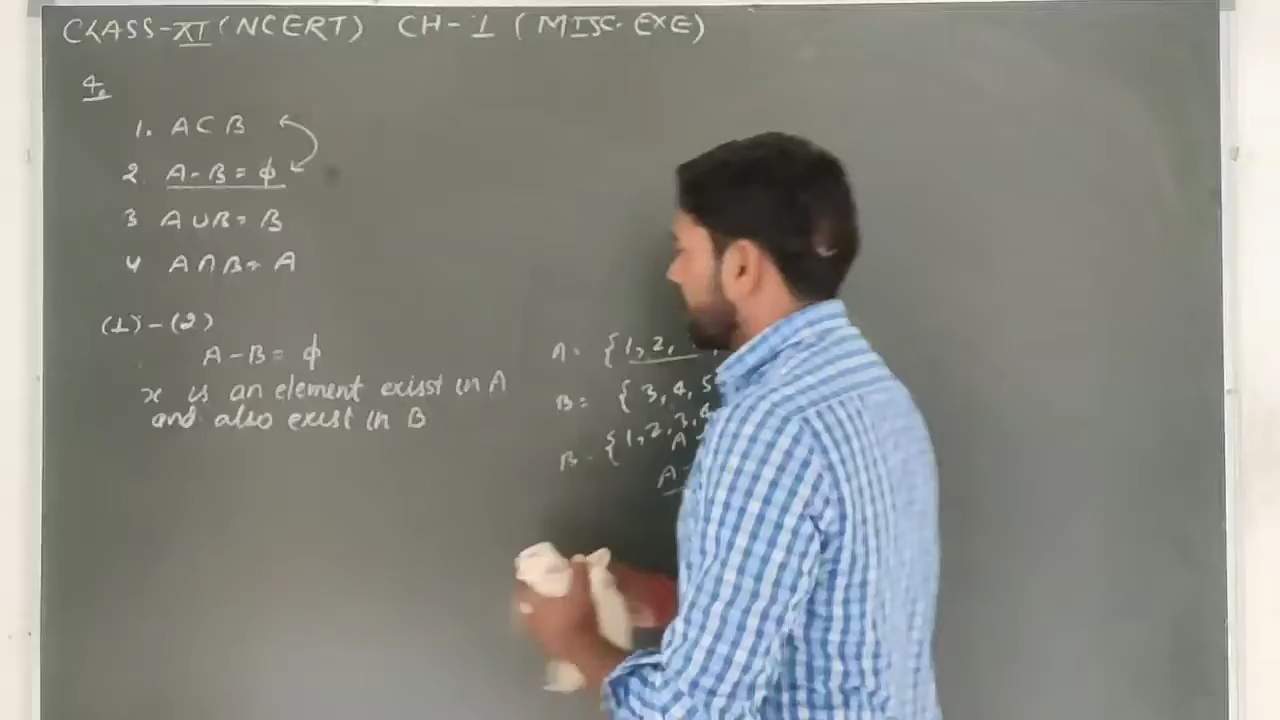 CLASS-XI (NCERT) CH-1 (MISC. EXE)
4.
1. A ⊂ B
2. A-B = ϕ
3 A ∪ B = B
4 A ∩ B = A
(1) - (2)
A-B = ϕ
x is an element exisst in A
and also exist in B
A = {1, 2,
B = {3, 4, 5
B = {1, 2, 3, 4
A
A =